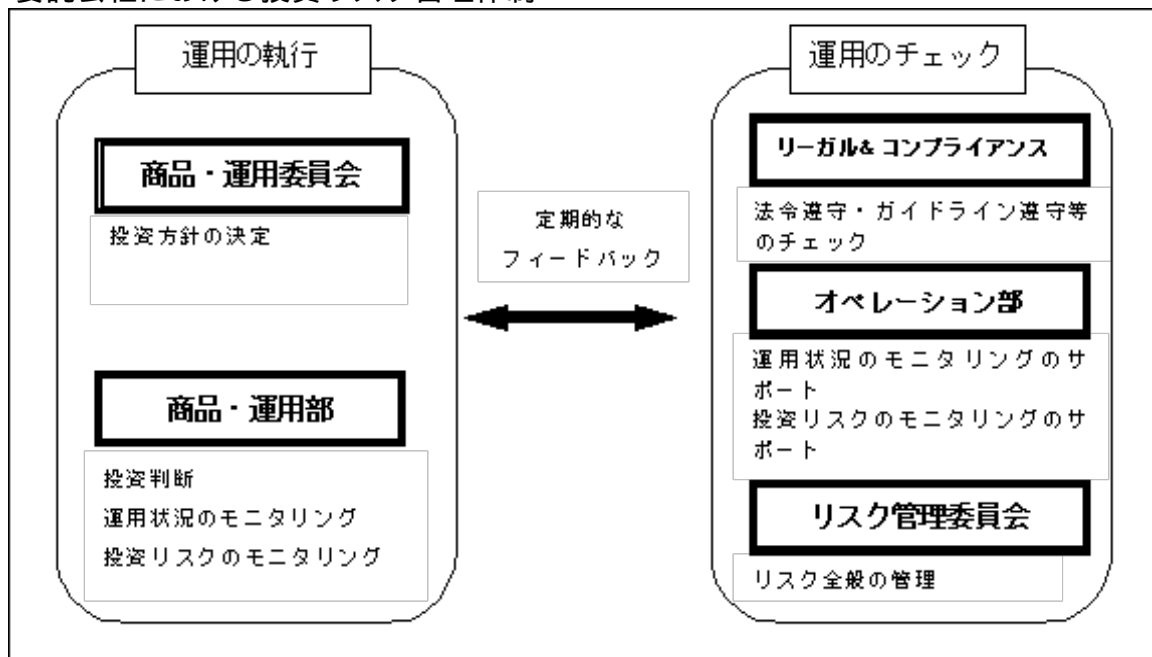 運用の執行
商品・運用委員会
投資方針の決定
商品・運用部
投資判断
運用状況のモニタリング
投資リスクのモニタリング
定期的な
フィードバック
運用のチェック
リーガル&コンプライアンス
法令遵守・ガイドライン遵守等
のチェック
オペレーション部
運用状況のモニタリングのサ
ポート
投資リスクのモニタリングのサ
ポート
リスク管理委員会
リスク全般の管理